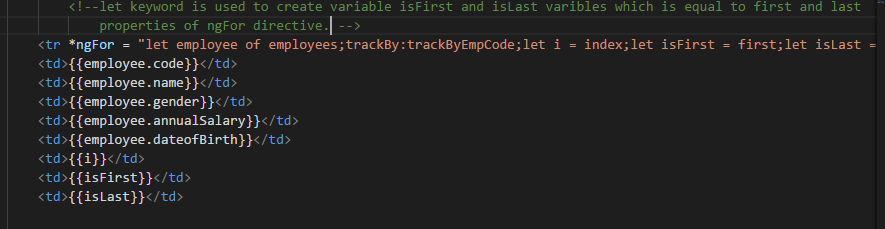 <!--let keyword is used to create variable isFirst and isLast varibles which is equal to first and last
properties of ngFor directive. -->
<tr *ngFor = "let employee of employees;trackBy:trackByEmpCode;let i = index;let isFirst = first;let isLast =
<td>{{employee.code}}</td>
<td>{{employee.name}}</td>
<td>{{employee.gender}}</td>
<td>{{employee.annualSalary}}</td>
<td>{{employee.dateofBirth}}</td>
<td>{{i}}</td>
<td>{{isFirst}}</td>
<td>{{isLast}}</td>